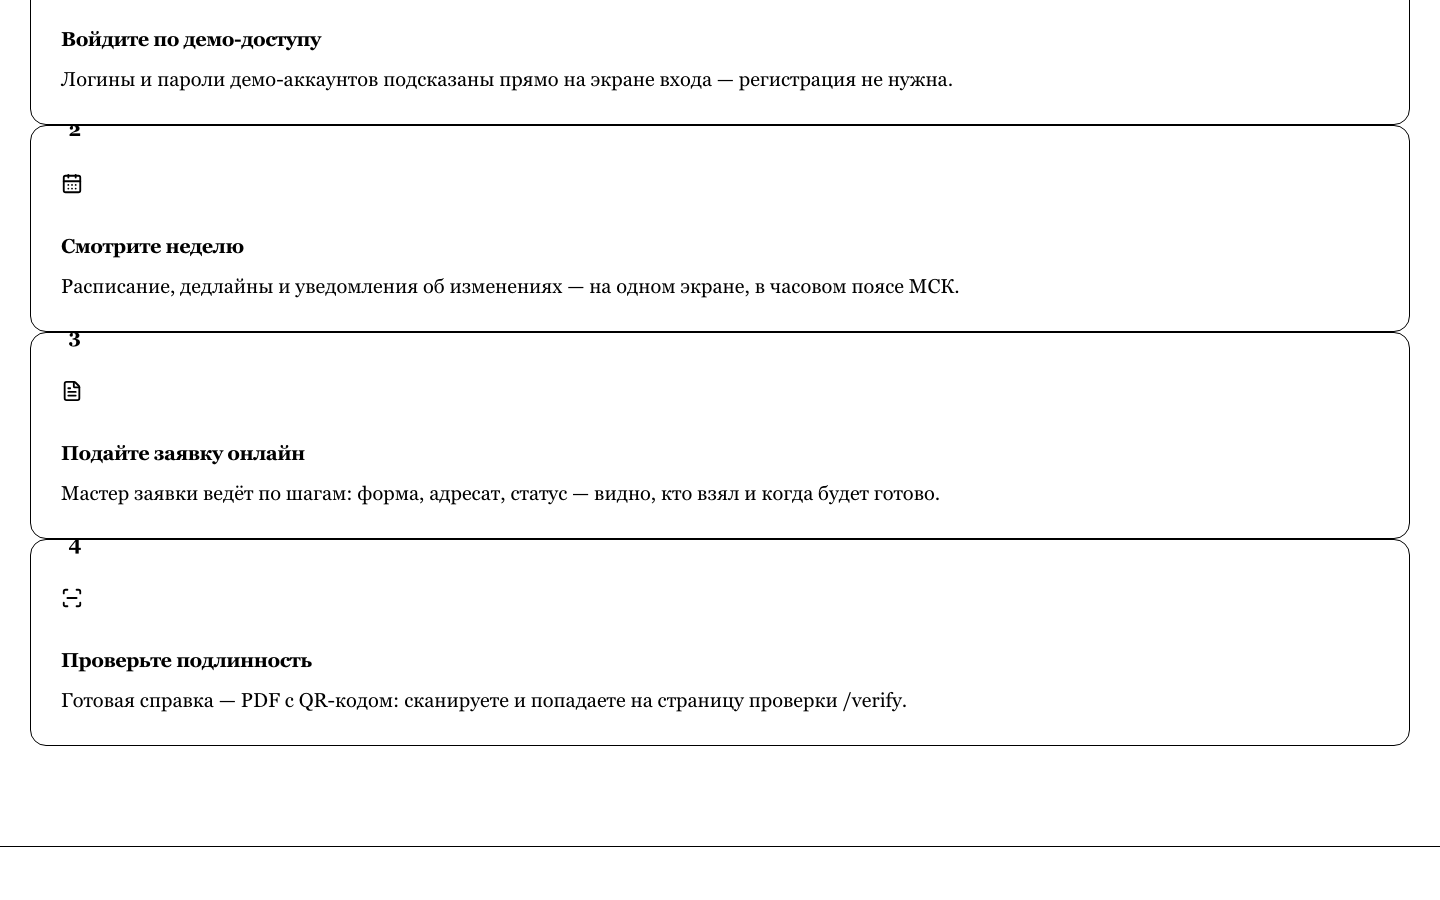 Войдите по демо-доступу
Логины и пароли демо-аккаунтов подсказаны прямо на экране входа — регистрация не нужна.
2
Смотрите неделю
Расписание, дедлайны и уведомления об изменениях — на одном экране, в часовом поясе МСК.
3
Подайте заявку онлайн
Мастер заявки ведёт по шагам: форма, адресат, статус — видно, кто взял и когда будет готово.
4
Проверьте подлинность
Готовая справка — PDF с QR-кодом: сканируете и попадаете на страницу проверки /verify.